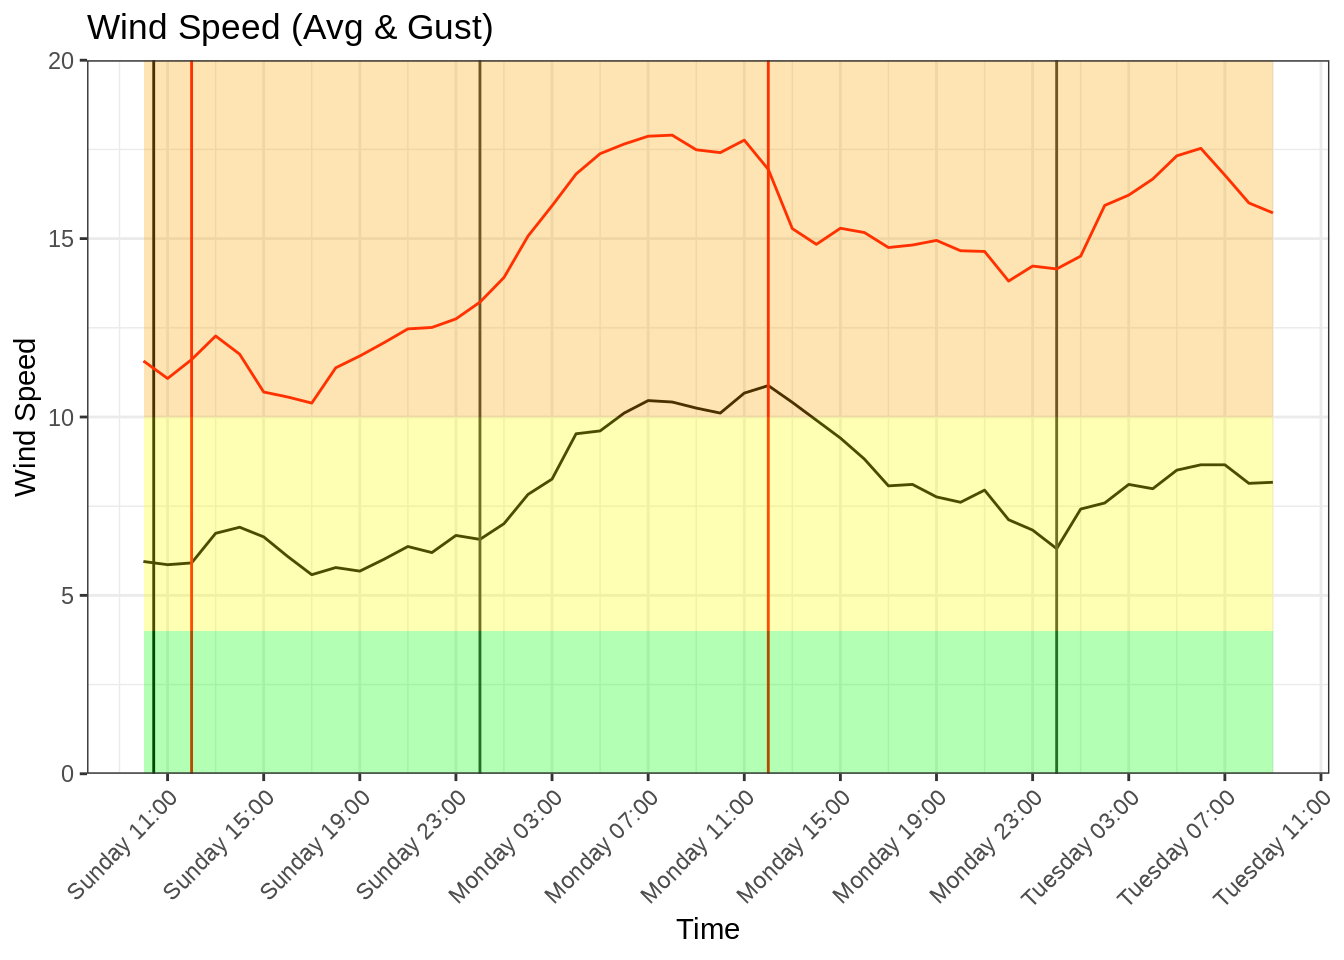 Wind Speed (Avg & Gust)
20
15
10
5
0
Wind Speed
Sunday 11:00
Sunday 15:00
Sunday 19:00
Sunday 23:00
Monday 03:00
Monday 07:00
Monday 11:00
Monday 15:00
Monday 19:00
Monday 23:00
Tuesday 03:00
Tuesday 07:00
Tuesday 11:00
Time